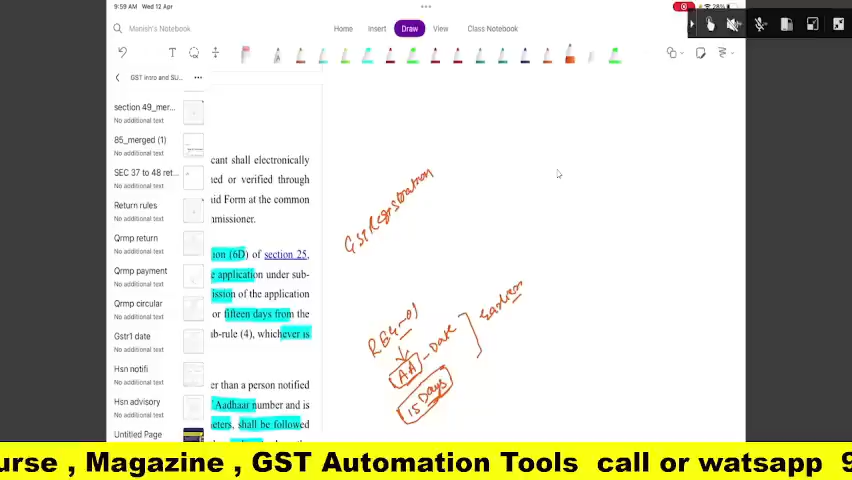 9:59 AM Wed 12 Apr
28%
Manish's Notebook
Home Insert Draw View Class Notebook
GST intro and SU...
section 49_mer...
No additional text
85_merged (1)
No additional text
SEC 37 to 48 ret...
No additional text
Return rules
No additional text
Qrmp return
No additional text
Qrmp payment
No additional text
Qrmp circular
No additional text
Gstr1 date
No additional text
Hsn notifi
No additional text
Hsn advisory
No additional text
Untitled Page
cant shall electronically
ned or verified through
aid Form at the common
mmissioner.
ion (6D) of section 25,
e application under sub-
ission of the application
or fifteen days from the
ub-rule (4), whichever is
er than a person notified
Aadhaar number and is
eters, shall be followed
GST Registration
REG-01
AA - Date
15 Days
Earlier
urse , Magazine , GST Automation Tools call or watsapp 9